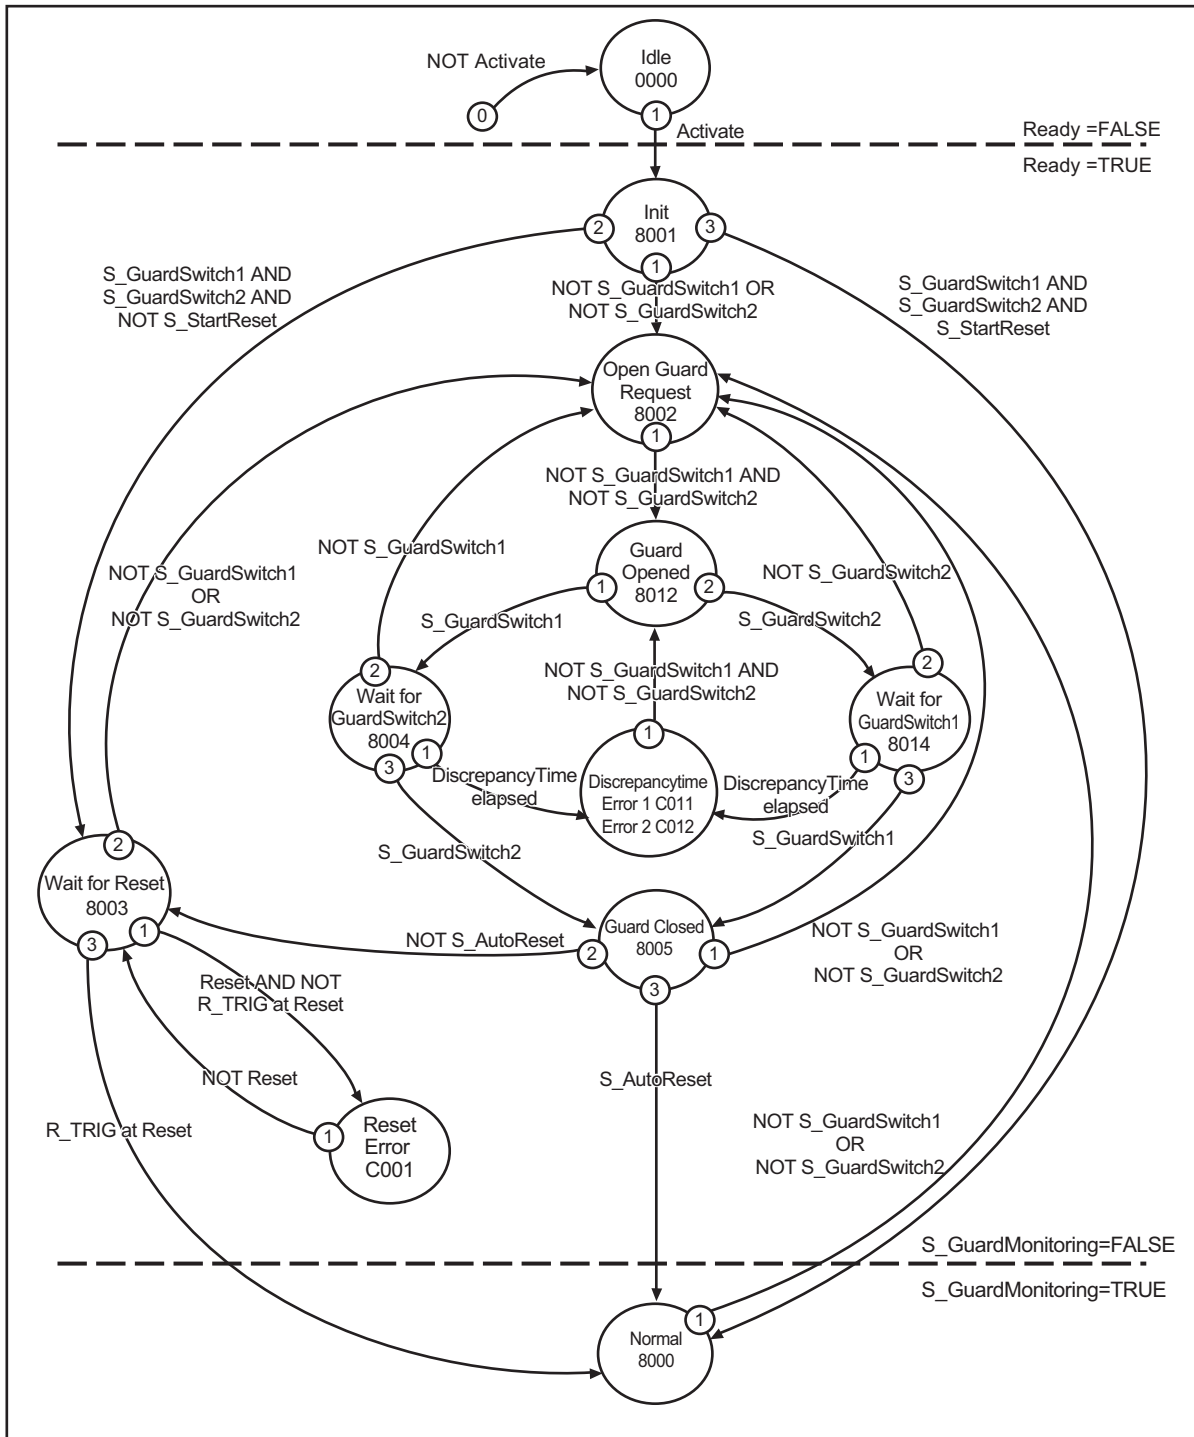 Idle
0000
NOT Activate
0
1
Activate
Ready =FALSE
Ready =TRUE
Init
8001
2
3
1
S_GuardSwitch1 AND
S_GuardSwitch2 AND
NOT S_StartReset
NOT S_GuardSwitch1 OR
NOT S_GuardSwitch2
S_GuardSwitch1 AND
S_GuardSwitch2 AND
S_StartReset
Open Guard
Request
8002
1
NOT S_GuardSwitch1 AND
NOT S_GuardSwitch2
NOT S_GuardSwitch1
Guard
Opened
8012
1
2
NOT S_GuardSwitch2
NOT S_GuardSwitch1
OR
NOT S_GuardSwitch2
S_GuardSwitch1
S_GuardSwitch2
2
Wait for
GuardSwitch2
8004
1
3
NOT S_GuardSwitch1 AND
NOT S_GuardSwitch2
2
Wait for
GuardSwitch1
8014
1
3
1
Discrepancytime
Error 1 C011
Error 2 C012
DiscrepancyTime
elapsed
DiscrepancyTime
elapsed
S_GuardSwitch2
S_GuardSwitch1
2
Wait for Reset
8003
1
3
Guard Closed
8005
2
1
3
NOT S_AutoReset
NOT S_GuardSwitch1
OR
NOT S_GuardSwitch2
Reset AND NOT
R_TRIG at Reset
NOT Reset
S_AutoReset
R_TRIG at Reset
1
Reset
Error
C001
NOT S_GuardSwitch1
OR
NOT S_GuardSwitch2
S_GuardMonitoring=FALSE
S_GuardMonitoring=TRUE
1
Normal
8000